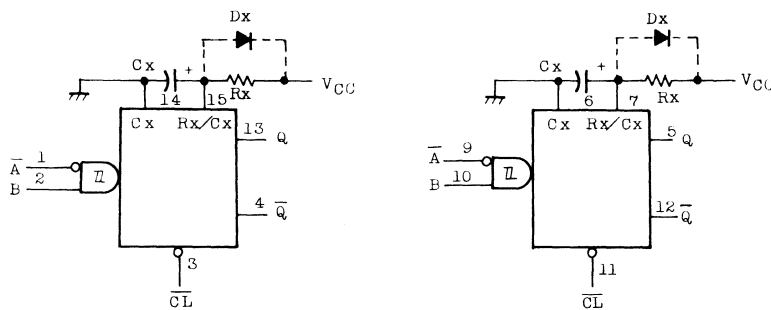 Dx
Cx + Rx VCC
14 15
Cx Rx/Cx
A̅ 1
B 2
13 Q
4 Q̅
3
C̅L̅
Dx
Cx + Rx VCC
6 7
Cx Rx/Cx
A̅ 9
B 10
5 Q
12 Q̅
11
C̅L̅